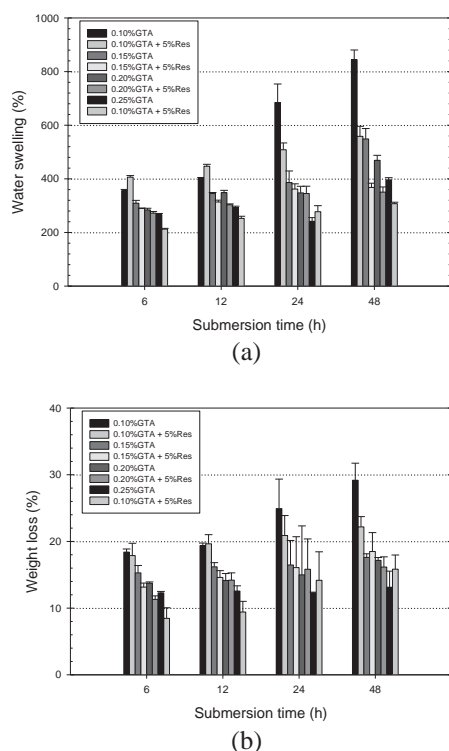 1000
800
600
400
200
0
Water swelling (%)
0.10%GTA
0.10%GTA + 5%Res
0.15%GTA
0.15%GTA + 5%Res
0.20%GTA
0.20%GTA + 5%Res
0.25%GTA
0.10%GTA + 5%Res
6 12 24 48
Submersion time (h)
(a)
40
30
20
10
0
Weight loss (%)
0.10%GTA
0.10%GTA + 5%Res
0.15%GTA
0.15%GTA + 5%Res
0.20%GTA
0.20%GTA + 5%Res
0.25%GTA
0.10%GTA + 5%Res
6 12 24 48
Submersion time (h)
(b)